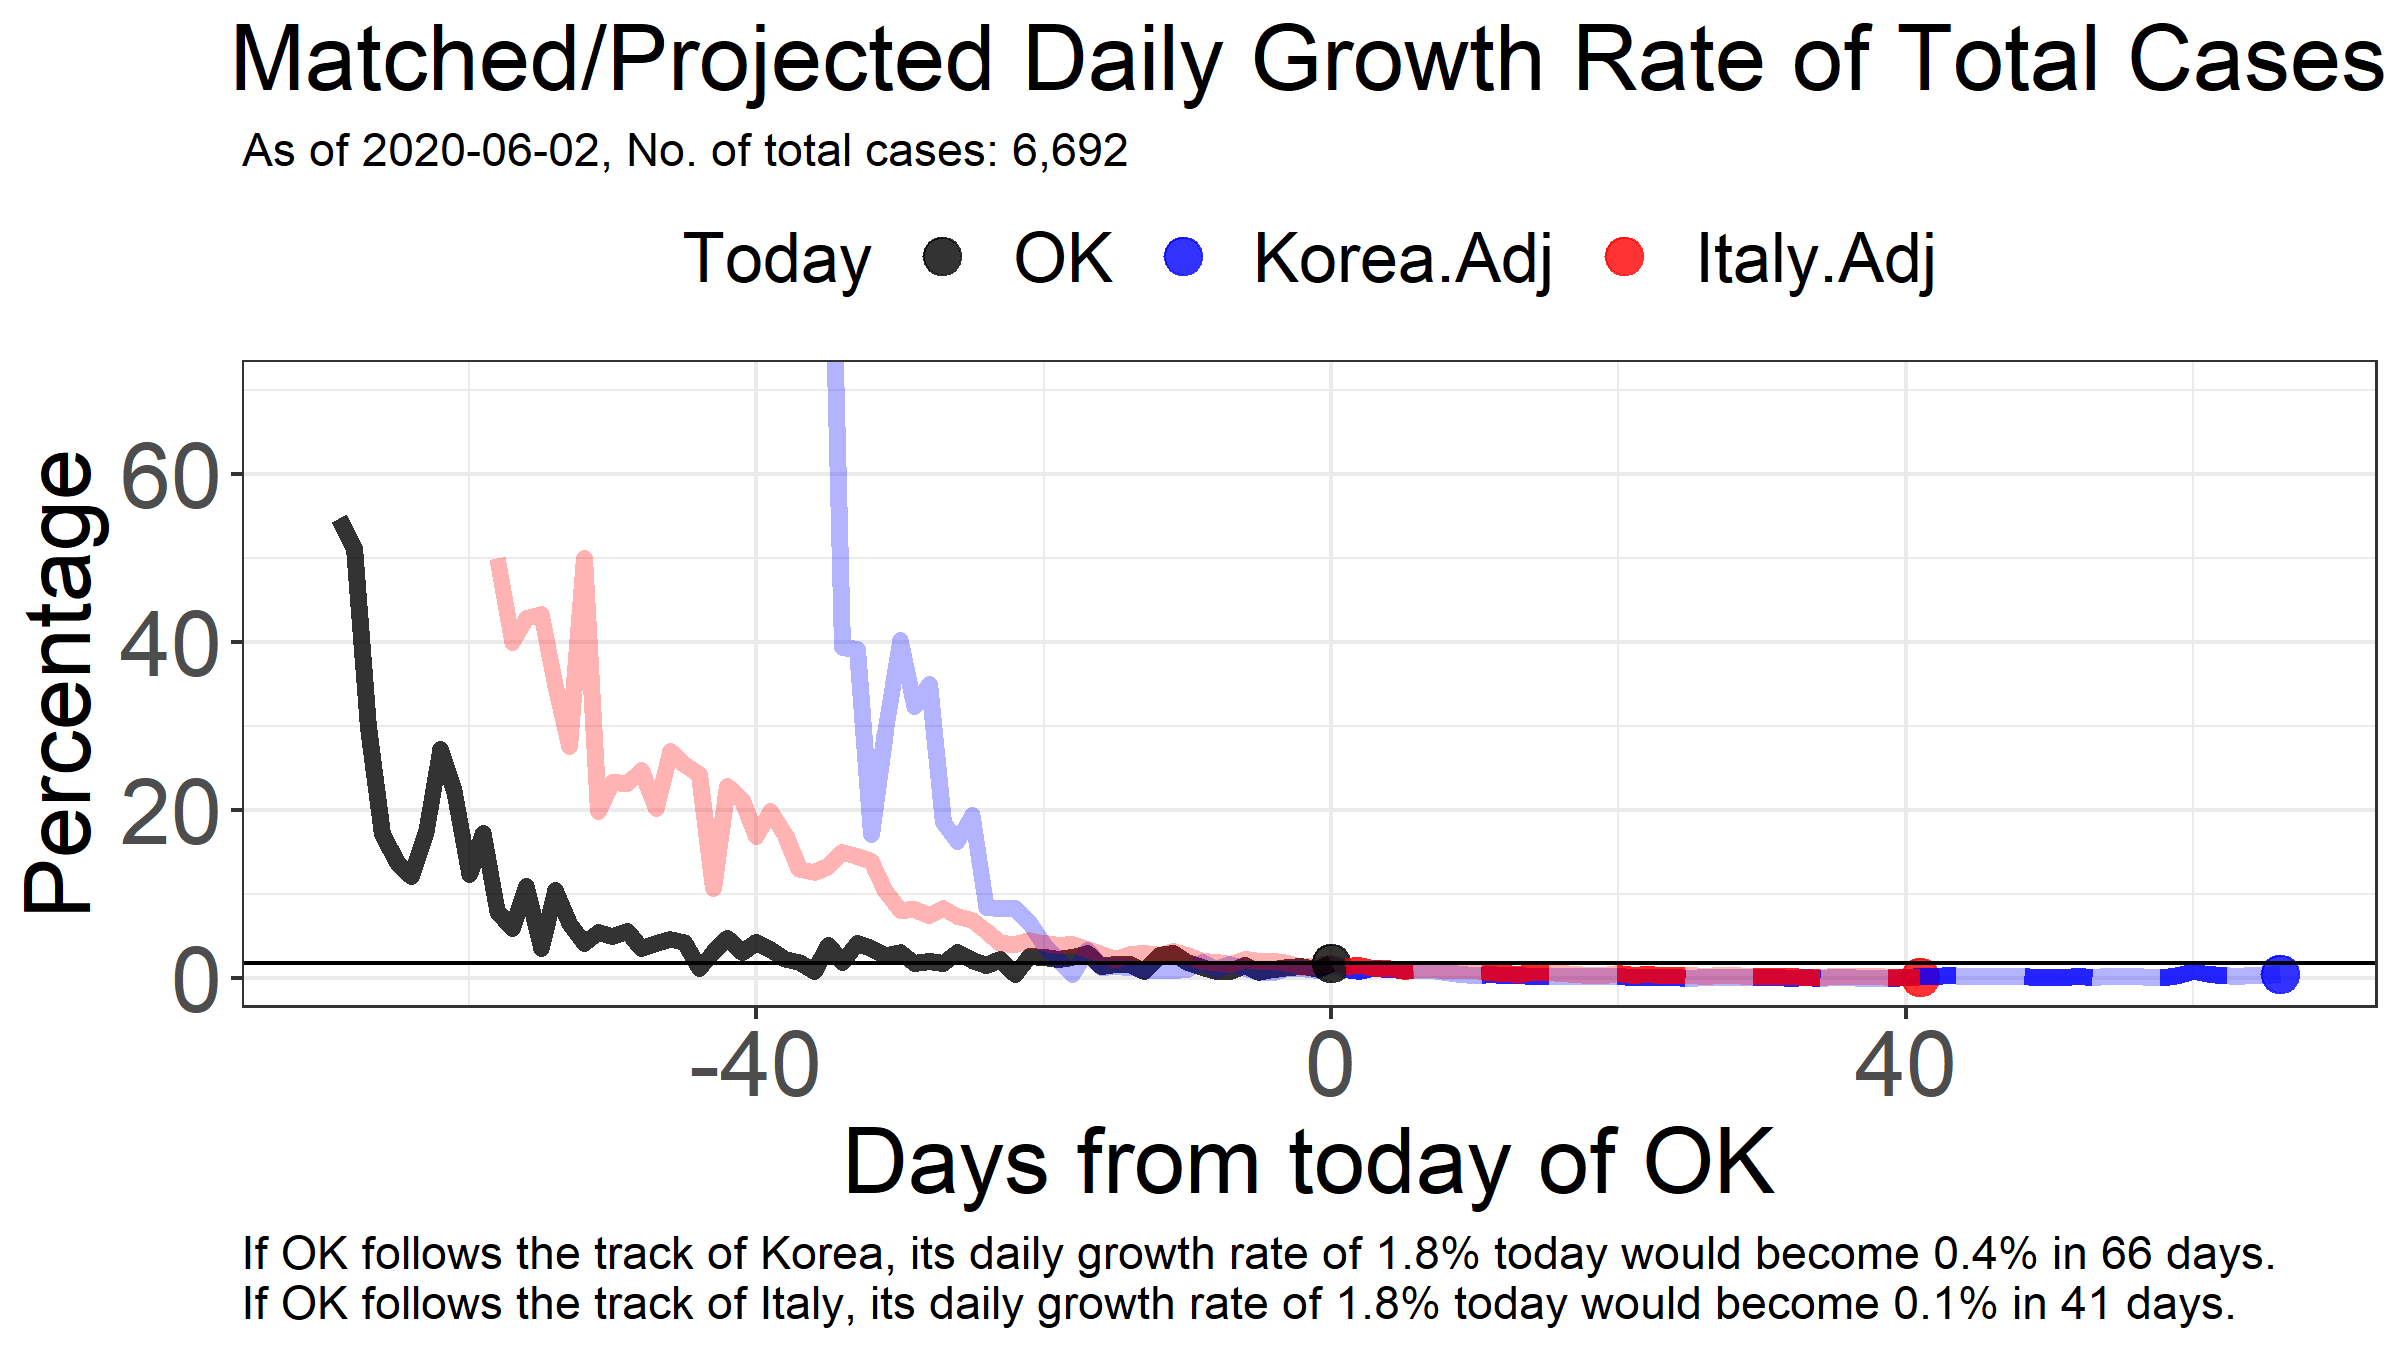 Matched/Projected Daily Growth Rate of Total Cases
As of 2020-06-02, No. of total cases: 6,692
Today OK Korea.Adj Italy.Adj
Percentage
60
40
20
0
-40 0 40
Days from today of OK
If OK follows the track of Korea, its daily growth rate of 1.8% today would become 0.4% in 66 days.
If OK follows the track of Italy, its daily growth rate of 1.8% today would become 0.1% in 41 days.